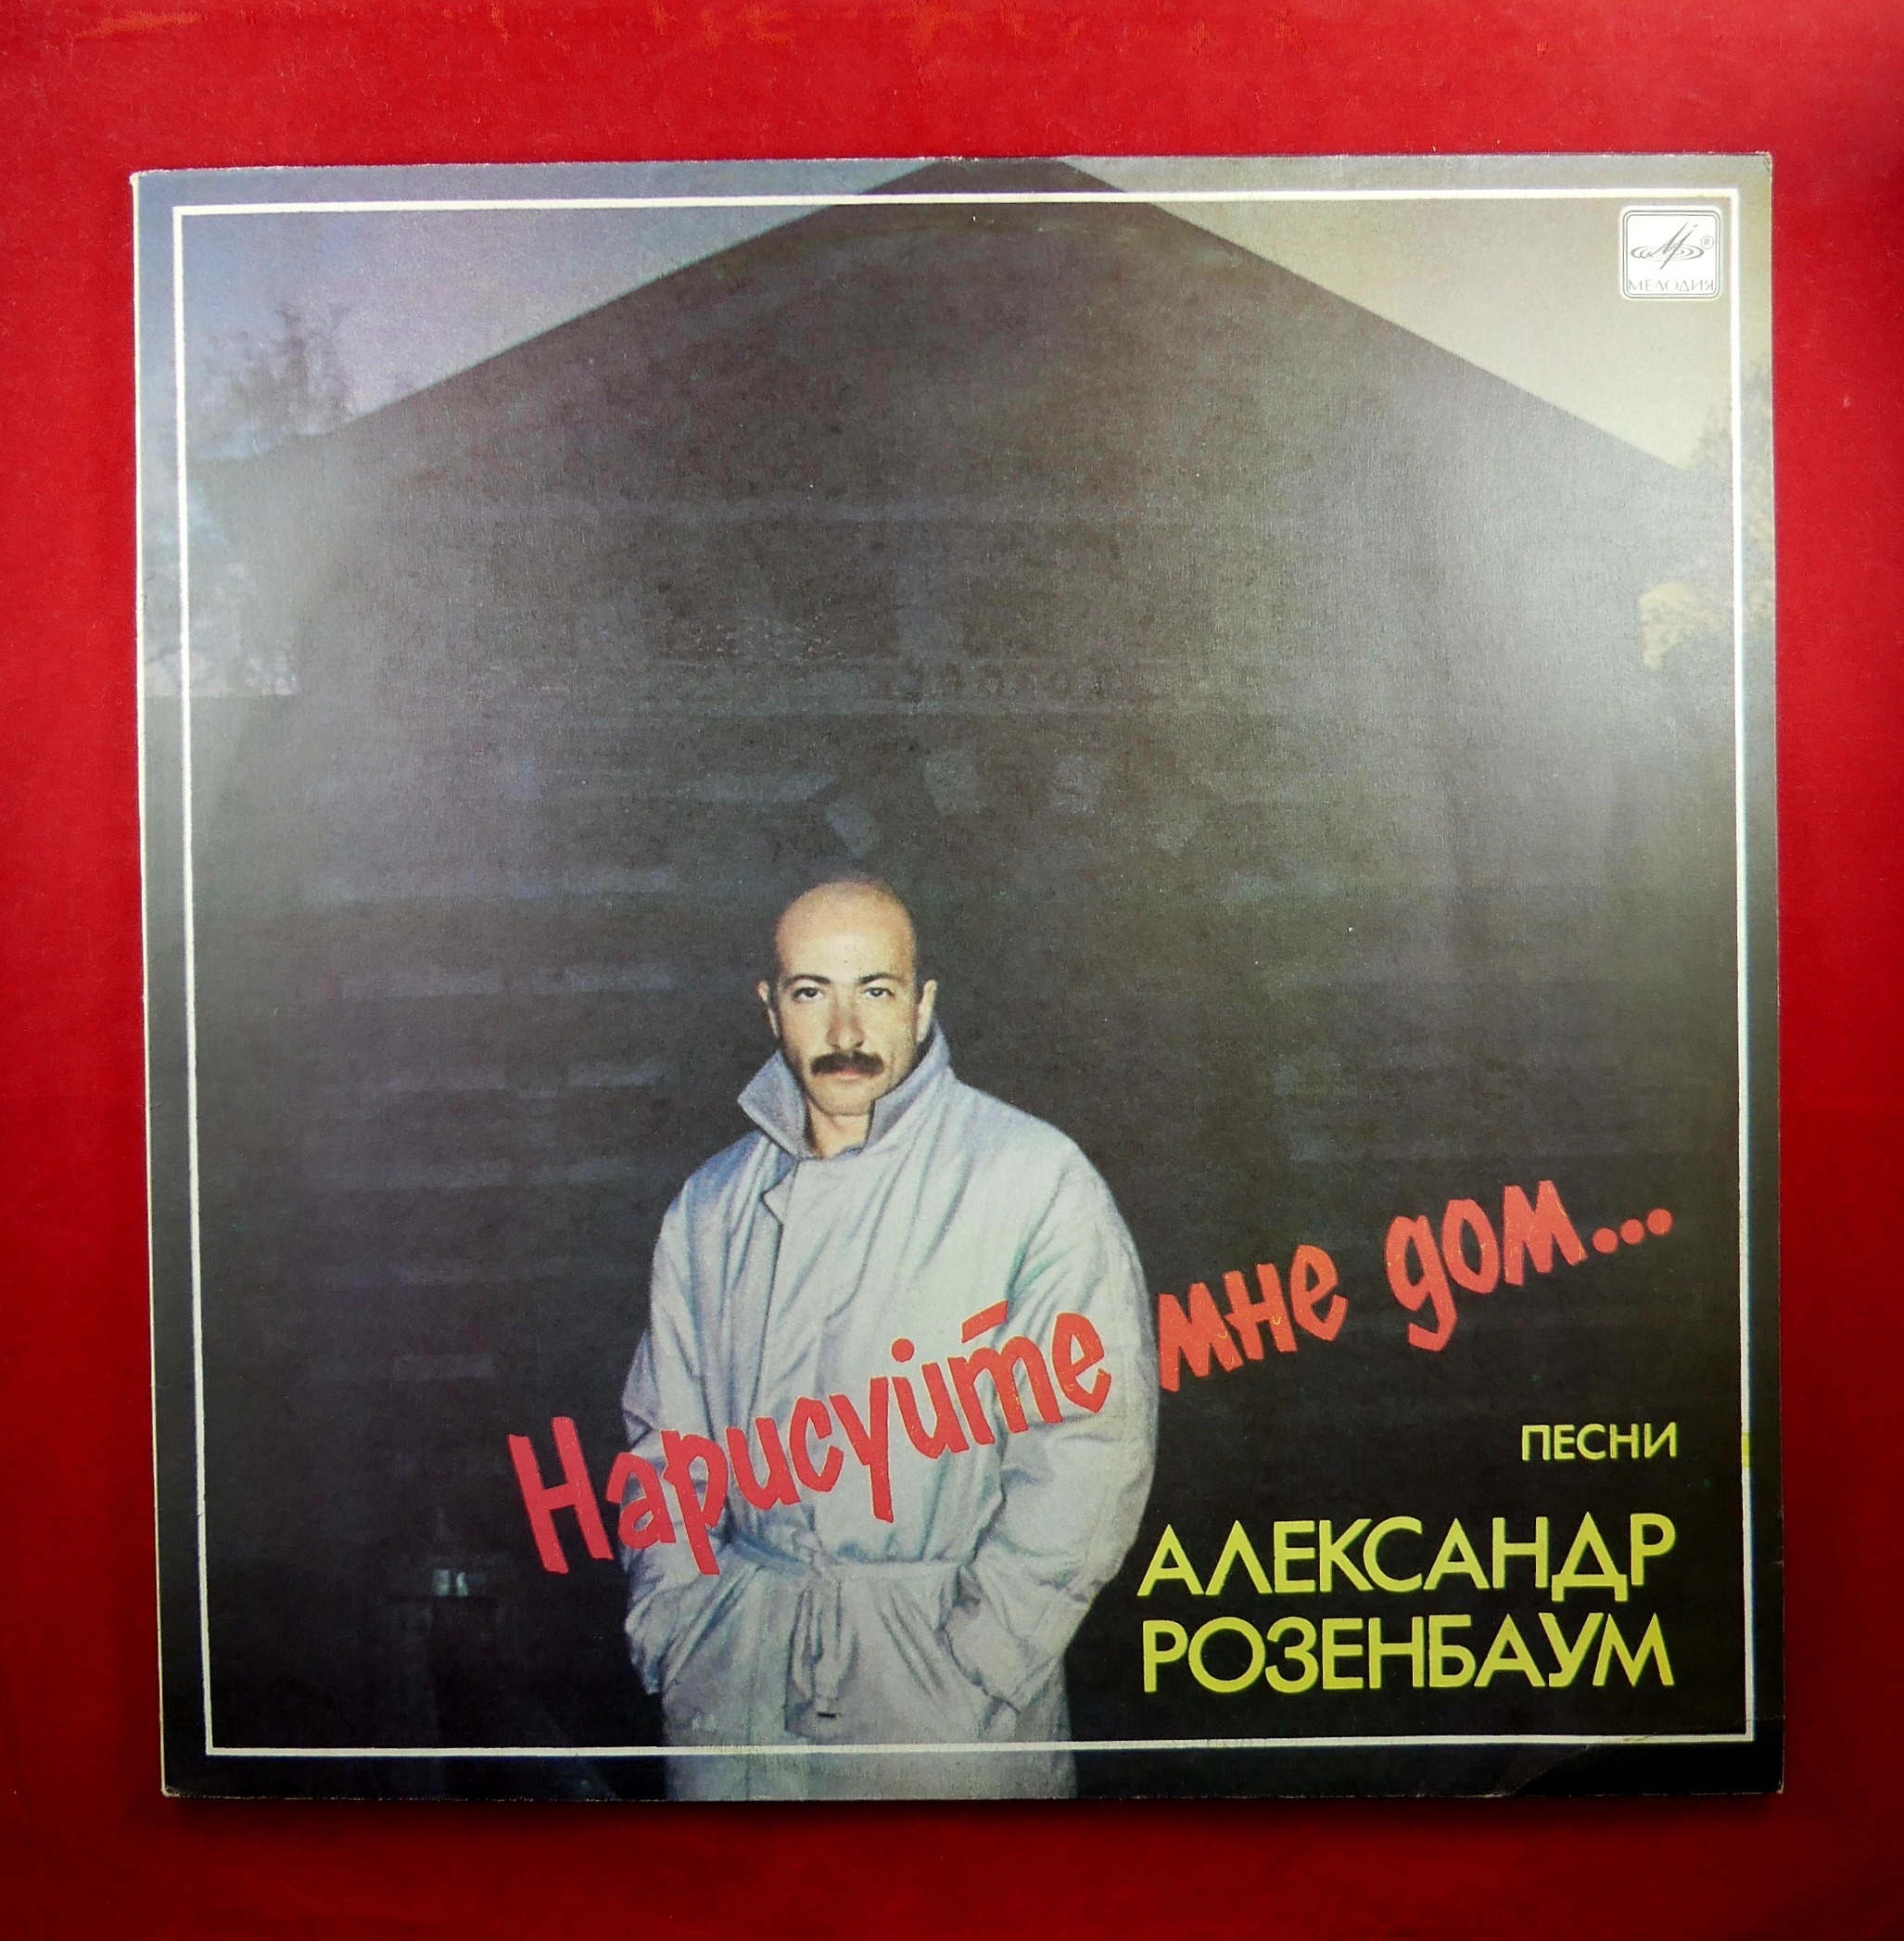 МЕЛОДИЯ
Нарисуйте мне дом...
ПЕСНИ
АЛЕКСАНДР
РОЗЕНБАУМ